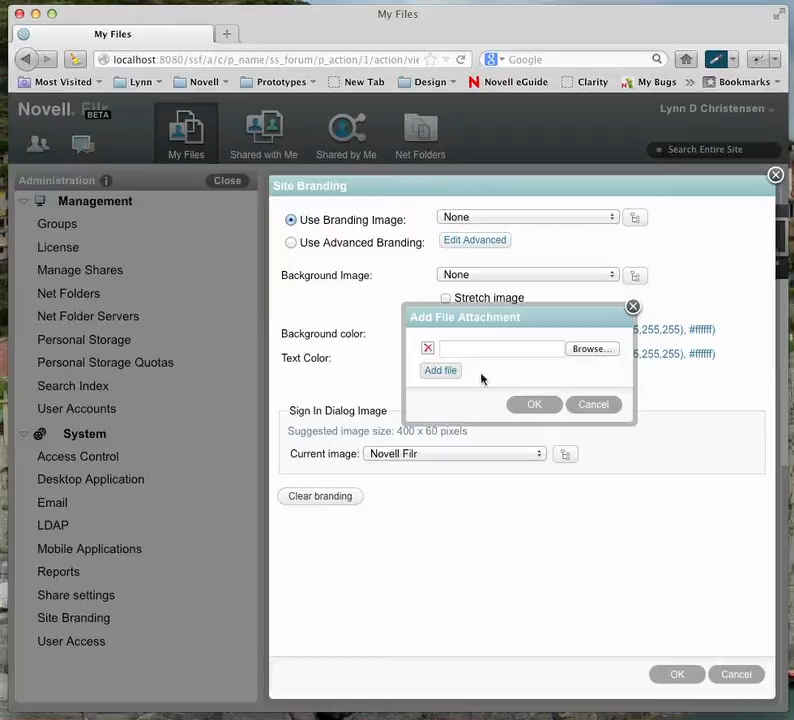 My Files
My Files
localhost:8080/ssf/a/c/p_name/ss_forum/p_action/1/action/vie
Google
Most Visited
Lynn
Novell
Prototypes
New Tab
Design
Novell eGuide
Clarity
My Bugs
Bookmarks
Novell. Filr
BETA
Lynn D Christensen
My Files
Shared with Me
Shared by Me
Net Folders
Search Entire Site
Administration
Close
Management
Groups
License
Manage Shares
Net Folders
Net Folder Servers
Personal Storage
Personal Storage Quotas
Search Index
User Accounts
System
Access Control
Desktop Application
Email
LDAP
Mobile Applications
Reports
Share settings
Site Branding
User Access
Site Branding
Use Branding Image:
None
Use Advanced Branding:
Edit Advanced
Background Image:
None
Stretch image
Background color:
5,255,255), #ffffff)
Text Color:
5,255,255), #ffffff)
Add File Attachment
Browse...
Add file
OK
Cancel
Sign In Dialog Image
Suggested image size: 400 x 60 pixels
Current image:
Novell Filr
Clear branding
OK
Cancel